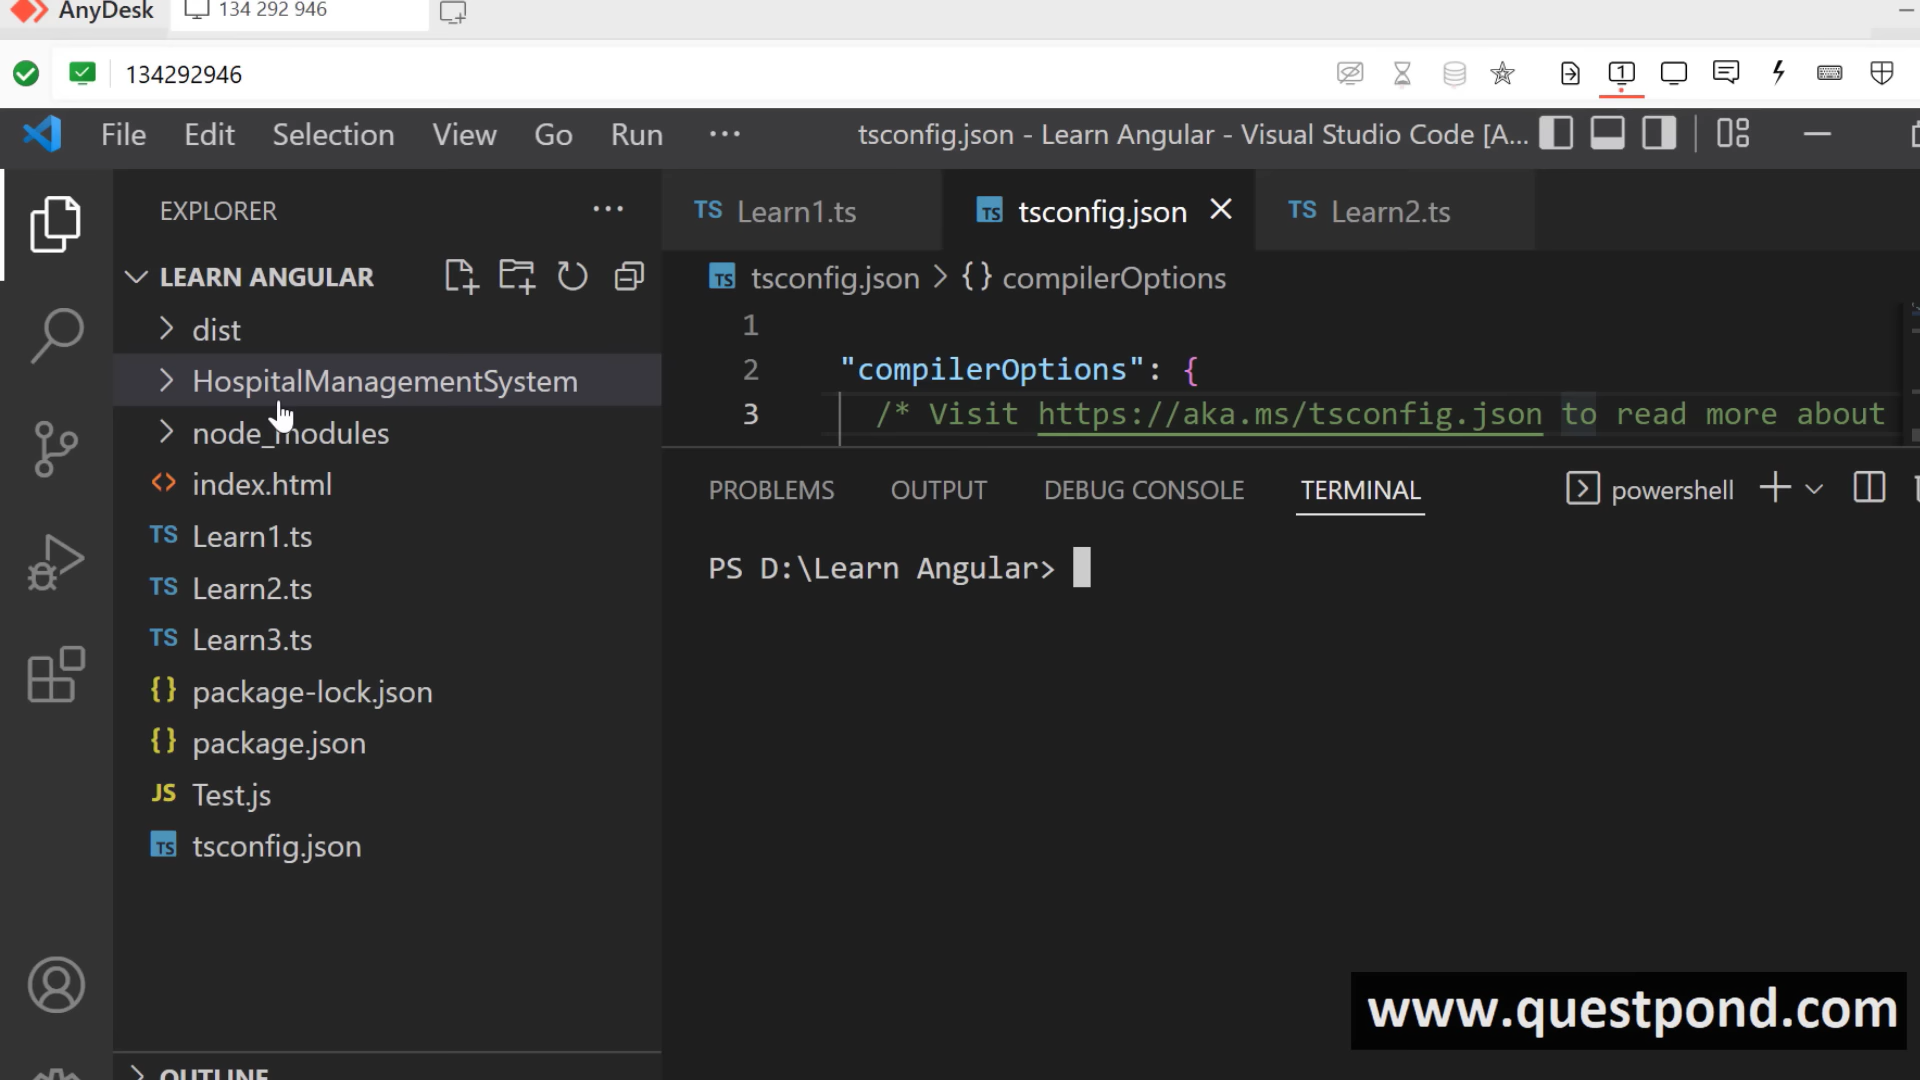 AnyDesk
134 292 946
134292946
1
File Edit Selection View Go Run ··· tsconfig.json - Learn Angular - Visual Studio Code [A...
EXPLORER ···
LEARN ANGULAR
dist
HospitalManagementSystem
node_modules
<> index.html
TS Learn1.ts
TS Learn2.ts
TS Learn3.ts
{} package-lock.json
{} package.json
JS Test.js
TS tsconfig.json
OUTLINE
TS Learn1.ts
TS tsconfig.json
TS Learn2.ts
TS tsconfig.json > {} compilerOptions
1
2 "compilerOptions": {
3 /* Visit https://aka.ms/tsconfig.json to read more about
PROBLEMS OUTPUT DEBUG CONSOLE TERMINAL powershell
PS D:\Learn Angular>
www.questpond.com